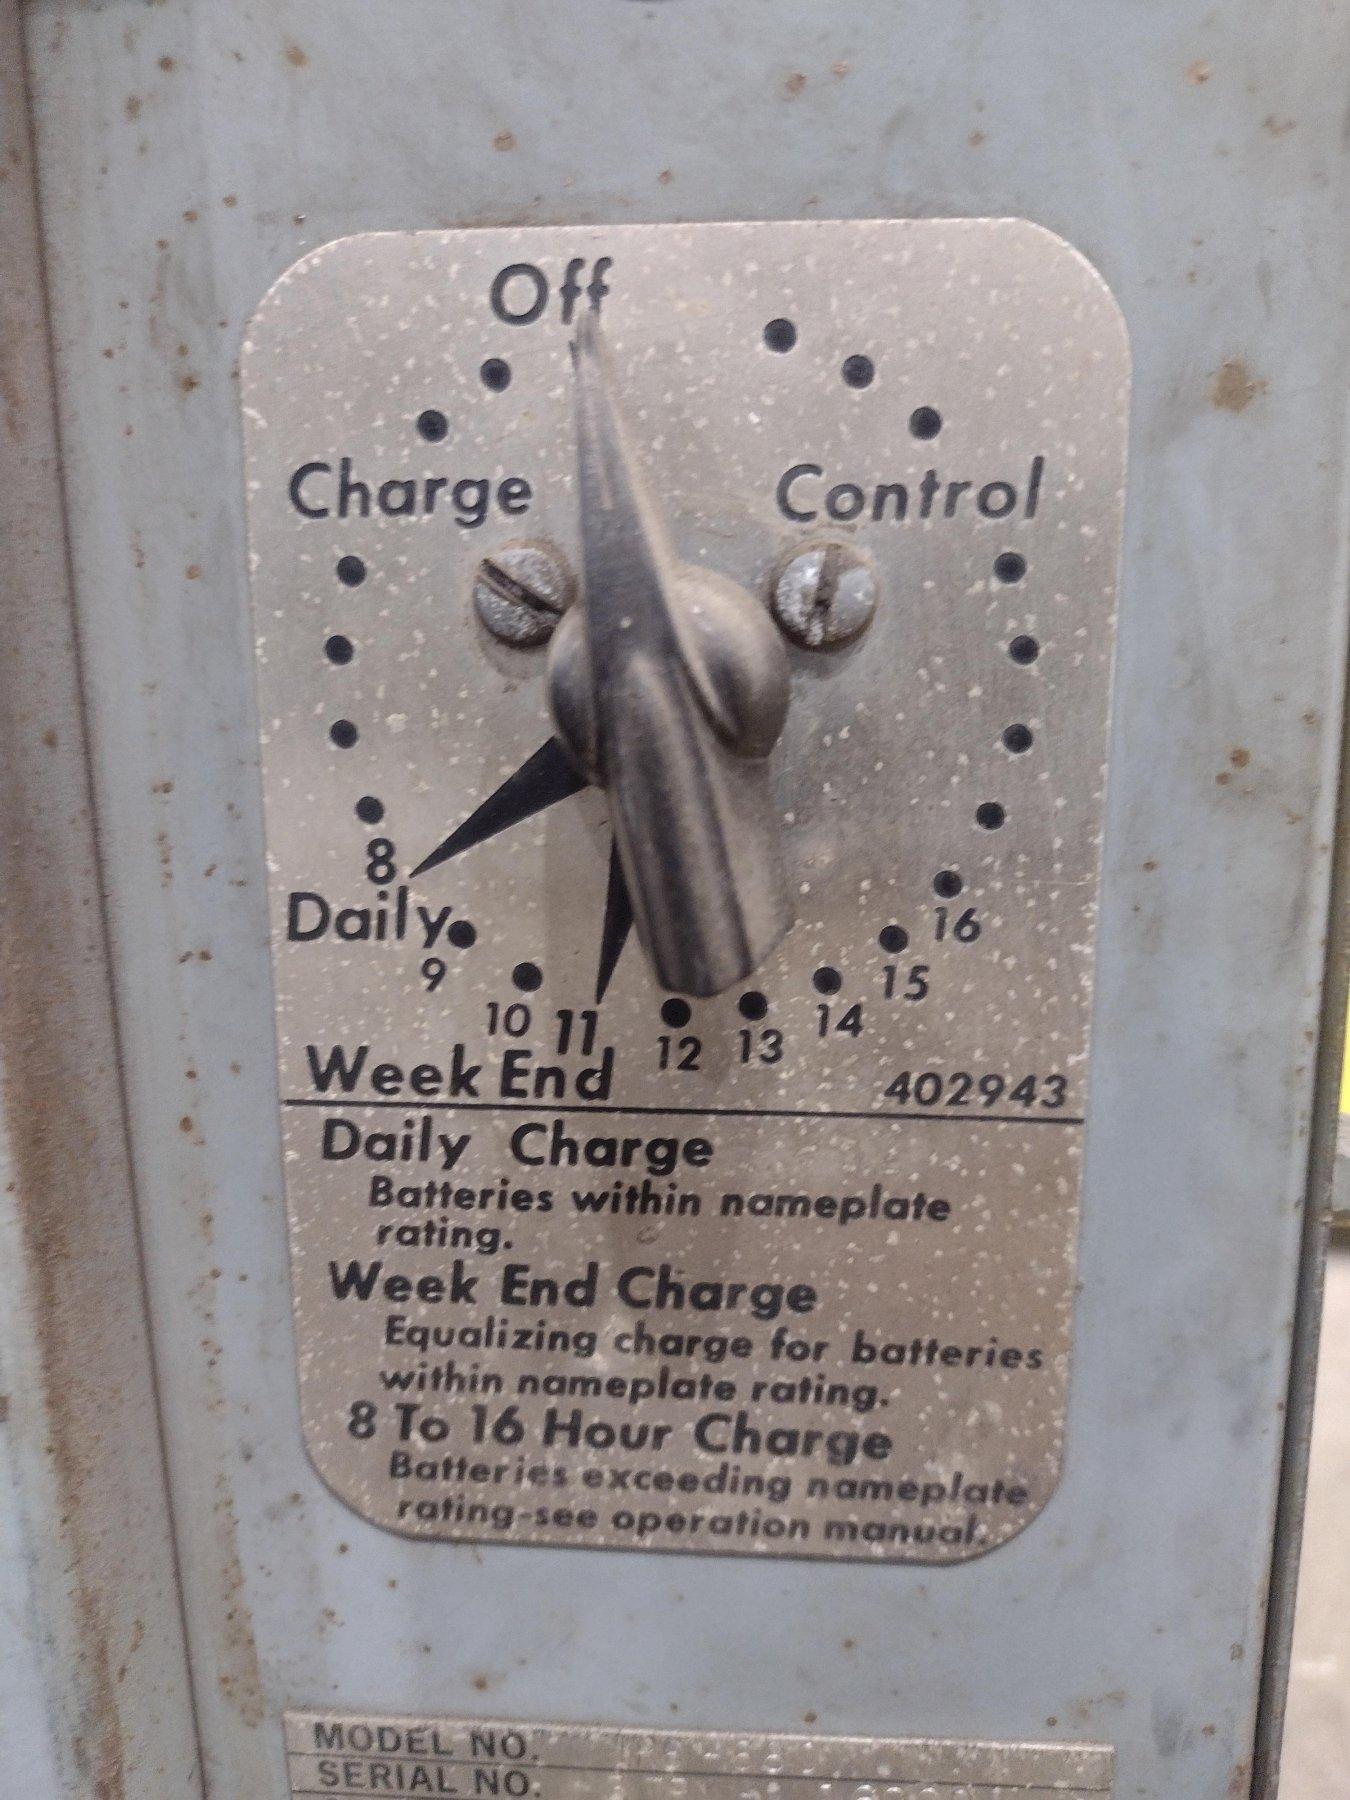 Off
Charge Control
8
Daily
9
10 11 12 13 14 15 16
Week End
402943
Daily Charge
Batteries within nameplate
rating.
Week End Charge
Equalizing charge for batteries
within nameplate rating.
8 To 16 Hour Charge
Batteries exceeding nameplate
rating-see operation manual.
MODEL NO.
SERIAL NO.